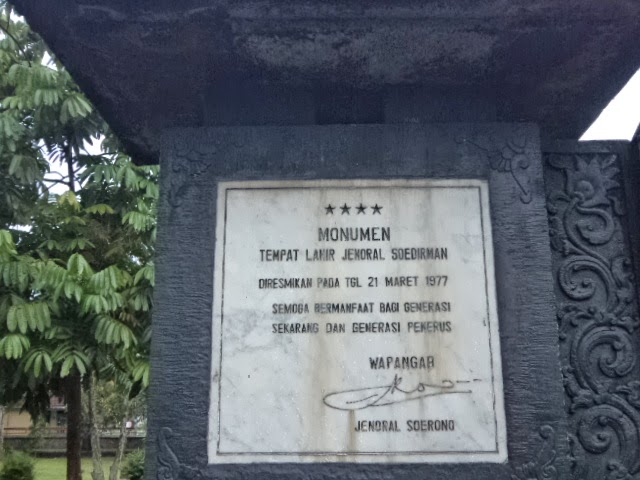 ★★★★
MONUMEN
TEMPAT LAHIR JENDRAL SOEDIRMAN
DIRESMIKAN PADA TGL 21 MARET 1977
SEMOGA BERMANFAAT BAGI GENERASI
SEKARANG DAN GENERASI PENERUS
WAPANGAB
JENDRAL SOERONO